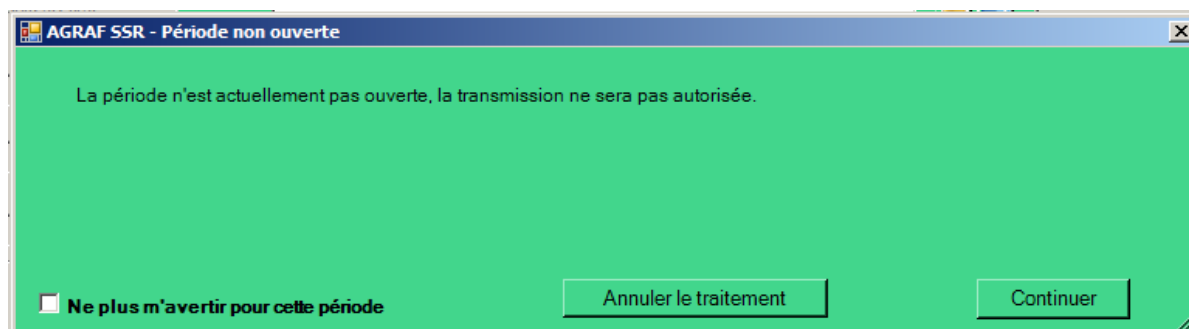 AGRAF SSR - Période non ouverte
La période n'est actuellement pas ouverte, la transmission ne sera pas autorisée.
Ne plus m'avertir pour cette période
Annuler le traitement
Continuer